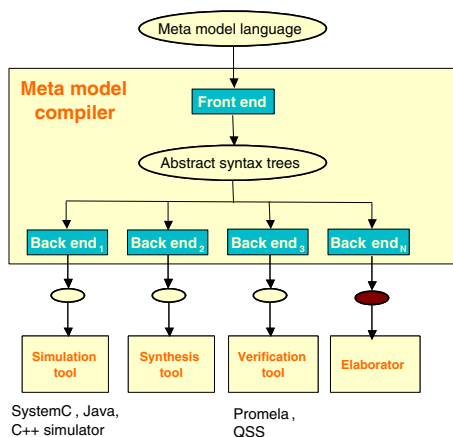 Meta model language
Meta model
compiler
Front end
Abstract syntax trees
Back end1 Back end2 Back end3 Back endN
Simulation Synthesis Verification Elaborator
tool tool tool
SystemC , Java, Promela ,
C++ simulator QSS